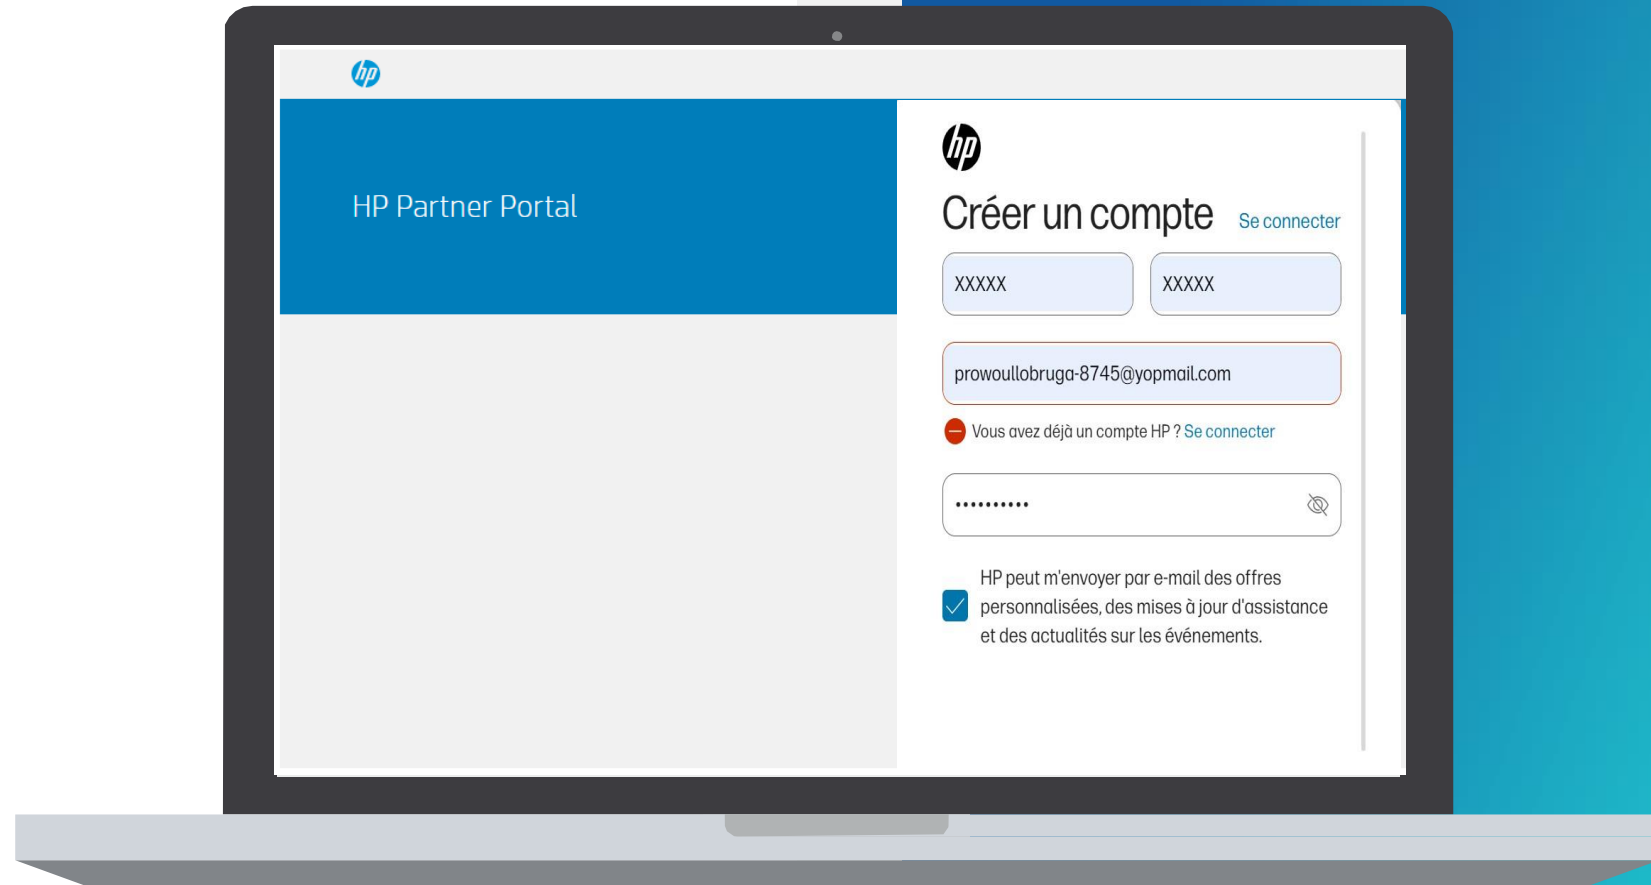 hp
HP Partner Portal
hp
Créer un compte Se connecter
XXXXX XXXXX
prowoullobruga-8745@yopmail.com
Vous avez déjà un compte HP ? Se connecter
••••••••••
HP peut m'envoyer par e-mail des offres
personnalisées, des mises à jour d'assistance
et des actualités sur les événements.